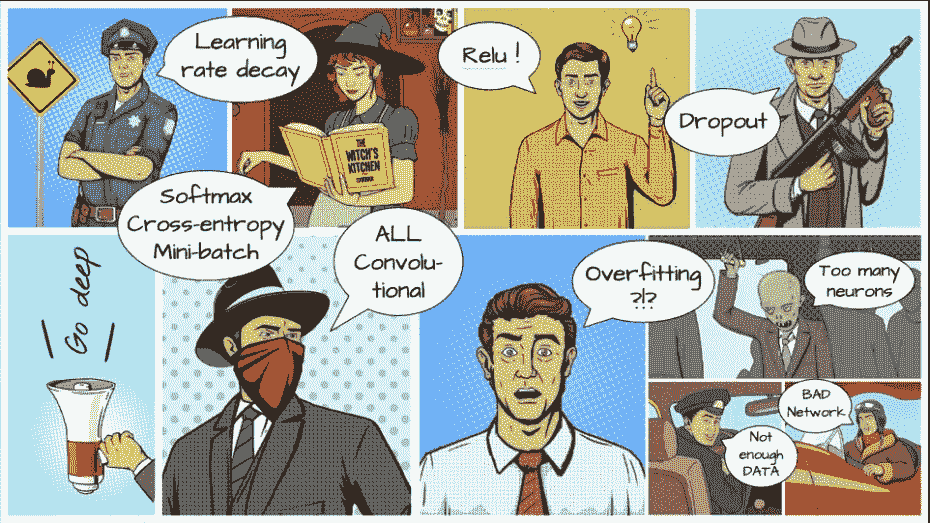 Learning
rate decay
THE
WITCH'S
KITCHEN
Relu !
Dropout
Softmax
Cross-entropy
Mini-batch
Go deep
ALL
Convolu-
tional
Overfitting
?!?
Too many
neurons
Not
enough
DATA
BAD
Network